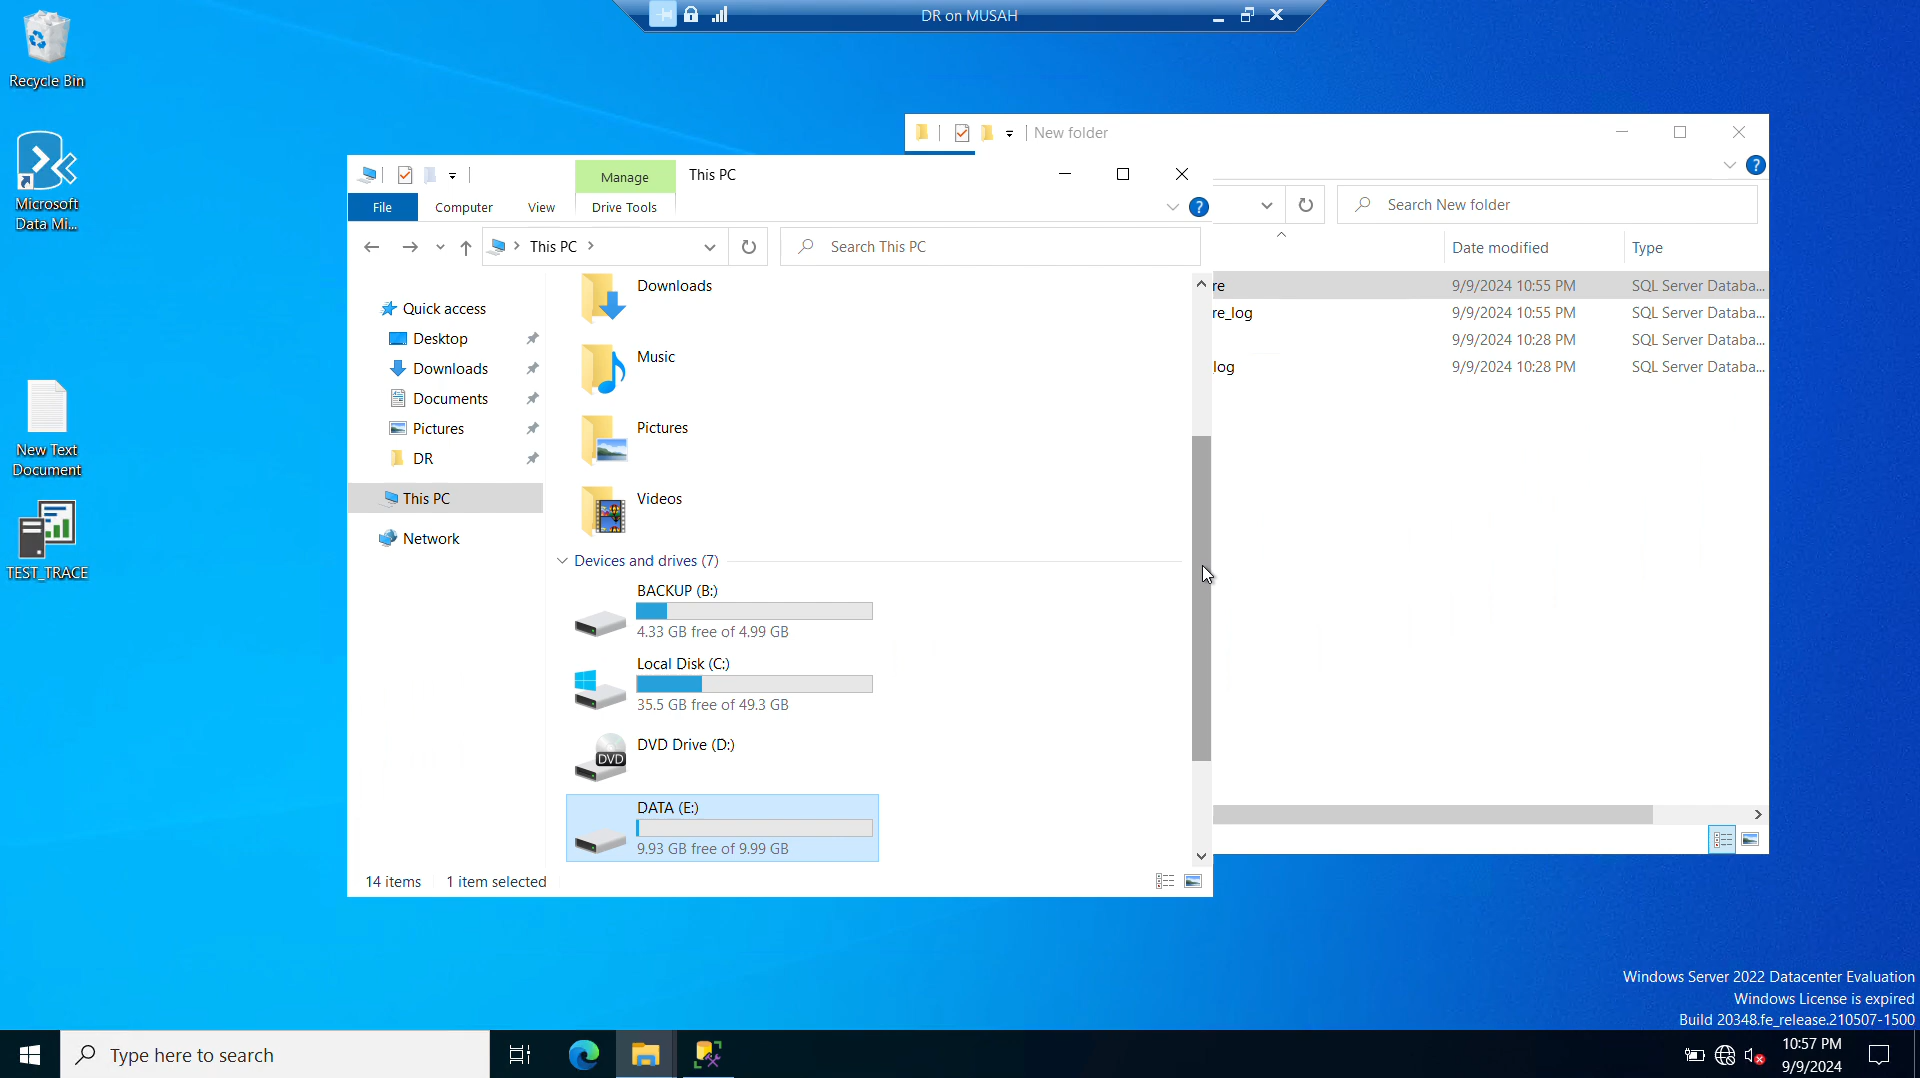 DR on MUSAH
Recycle Bin
Microsoft
Data Mi...
New Text
Document
TEST_TRACE
New folder
Search New folder
Date modified
Type
re
9/9/2024 10:55 PM
SQL Server Databa...
re_log
9/9/2024 10:55 PM
SQL Server Databa...
9/9/2024 10:28 PM
SQL Server Databa...
log
9/9/2024 10:28 PM
SQL Server Databa...
Manage
This PC
File
Computer
View
Drive Tools
This PC
Search This PC
Quick access
Desktop
Downloads
Documents
Pictures
DR
This PC
Network
Downloads
Music
Pictures
Videos
Devices and drives (7)
BACKUP (B:)
4.33 GB free of 4.99 GB
Local Disk (C:)
35.5 GB free of 49.3 GB
DVD
DVD Drive (D:)
DATA (E:)
9.93 GB free of 9.99 GB
14 items
1 item selected
Windows Server 2022 Datacenter Evaluation
Windows License is expired
Build 20348.fe_release.210507-1500
Type here to search
10:57 PM
9/9/2024